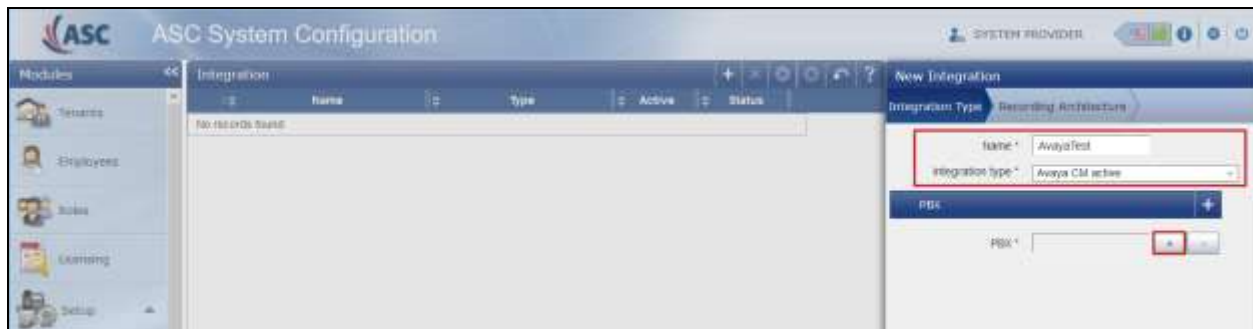 ASC
ASC System Configuration
SYSTEM PROVIDER
Modules
Integration
New Integration
Name
Type
Active
Status
Integration Type
Recording Architecture
No records found
Tenants
Name *
AvayaTest
Employees
Integration type *
Avaya CM active
PBX
Roles
PBX *
Licensing
Setup